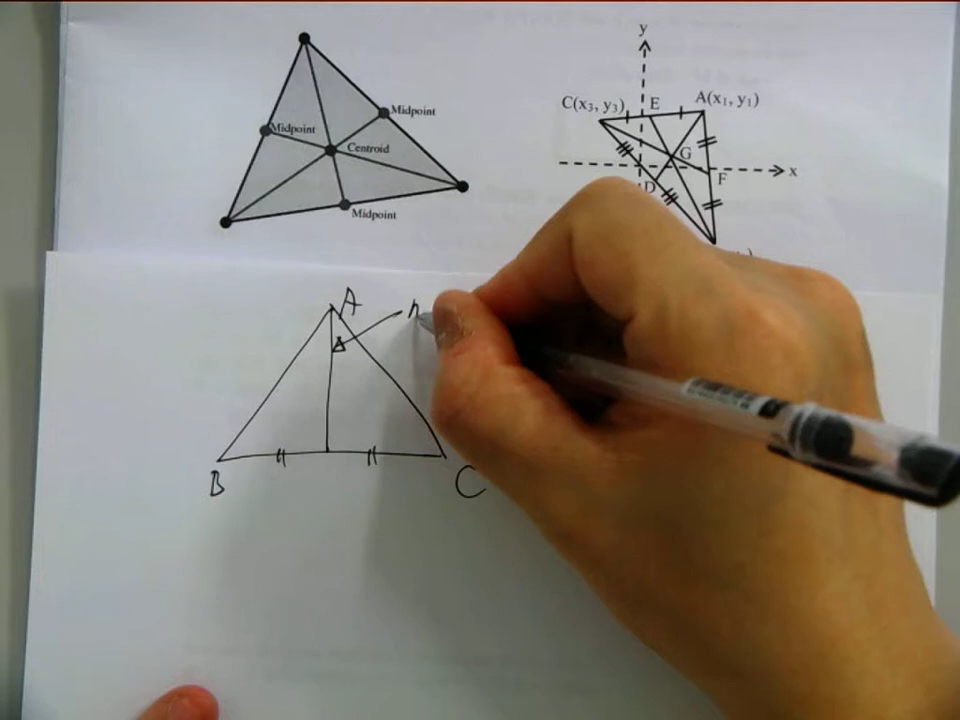 y
C(x₃, y₃) E A(x₁, y₁)
Midpoint
Midpoint
Centroid
G
x
F
D
Midpoint
A
B
C